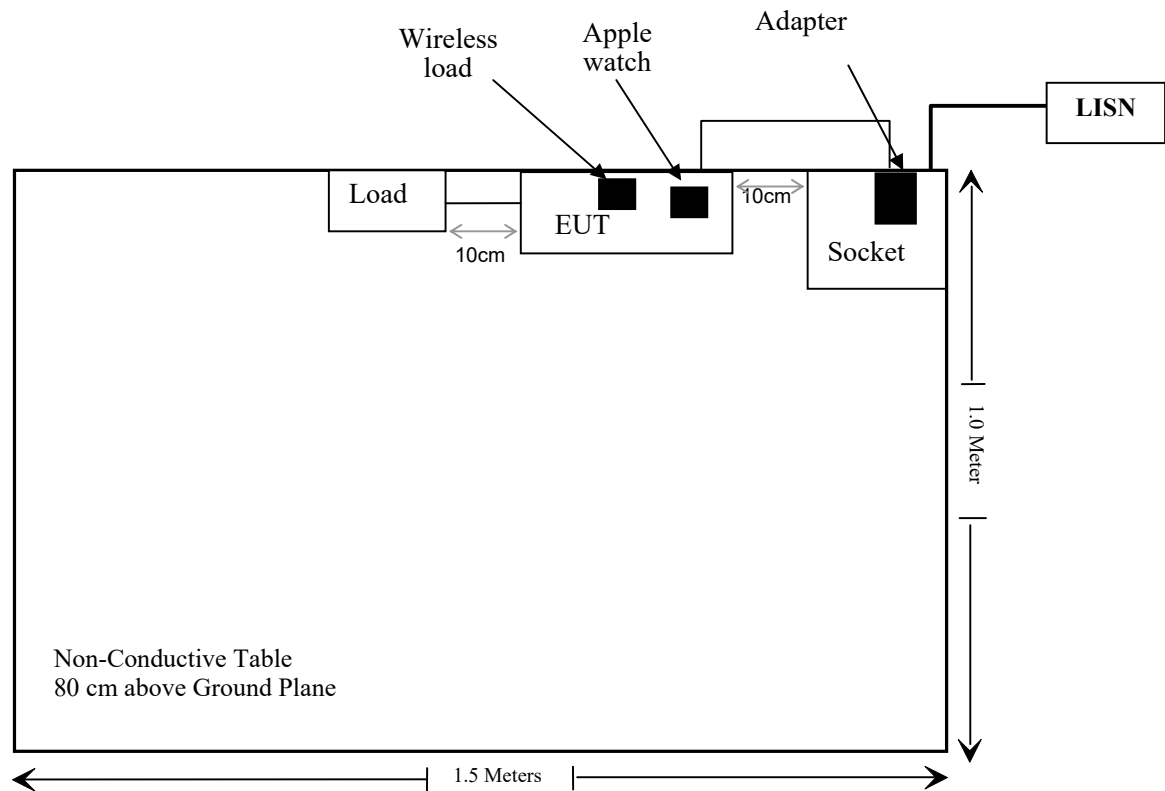 Wireless
load
Apple
watch
Adapter
LISN
Load
EUT
Socket
10cm
10cm
1.0 Meter
Non-Conductive Table
80 cm above Ground Plane
1.5 Meters